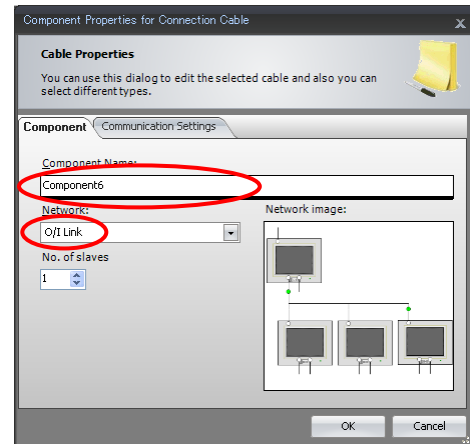 Component Properties for Connection Cable
x
Cable Properties
You can use this dialog to edit the selected cable and also you can
select different types.
Component
Communication Settings
Component Name:
Component6
Network:
Network image:
O/I Link
No. of slaves
1
OK
Cancel